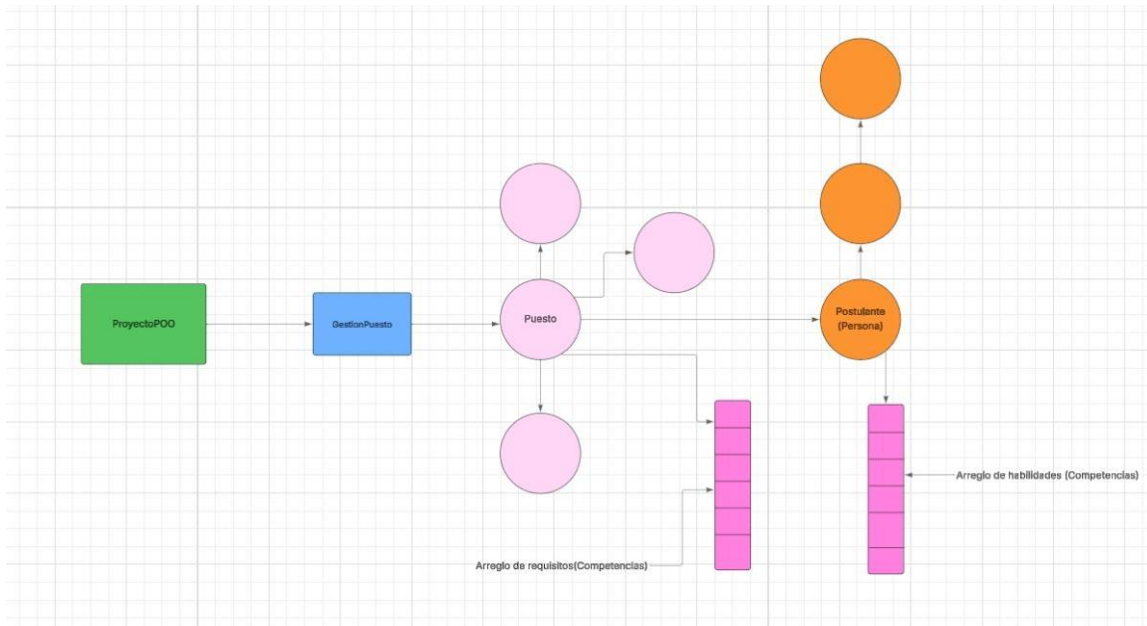 ProyectoPOO
GestionPuesto
Puesto
Postulante
(Persona)
Arreglo de habilidades (Competencias)
Arreglo de requisitos(Competencias)